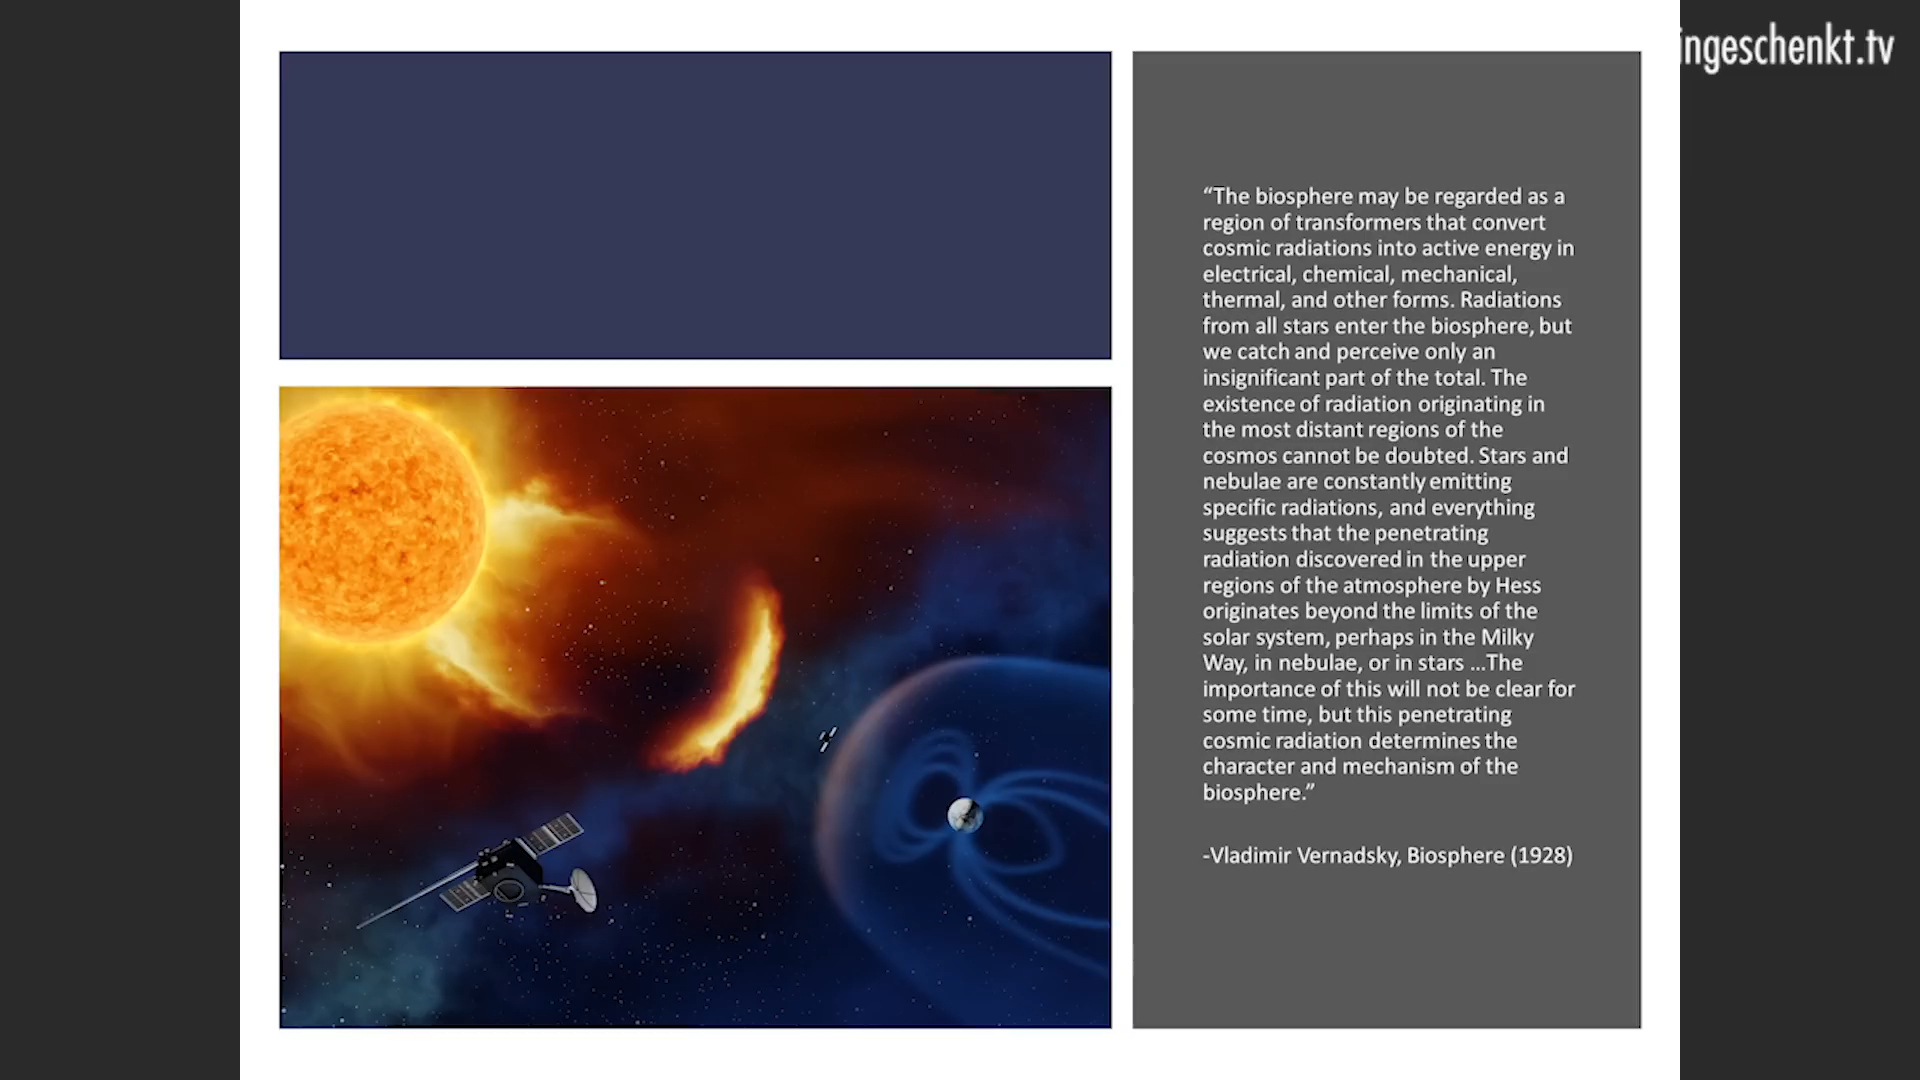 ingeschenkt.tv
“The biosphere may be regarded as a
region of transformers that convert
cosmic radiations into active energy in
electrical, chemical, mechanical,
thermal, and other forms. Radiations
from all stars enter the biosphere, but
we catch and perceive only an
insignificant part of the total. The
existence of radiation originating in
the most distant regions of the
cosmos cannot be doubted. Stars and
nebulae are constantly emitting
specific radiations, and everything
suggests that the penetrating
radiation discovered in the upper
regions of the atmosphere by Hess
originates beyond the limits of the
solar system, perhaps in the Milky
Way, in nebulae, or in stars ...The
importance of this will not be clear for
some time, but this penetrating
cosmic radiation determines the
character and mechanism of the
biosphere.”
-Vladimir Vernadsky, Biosphere (1928)